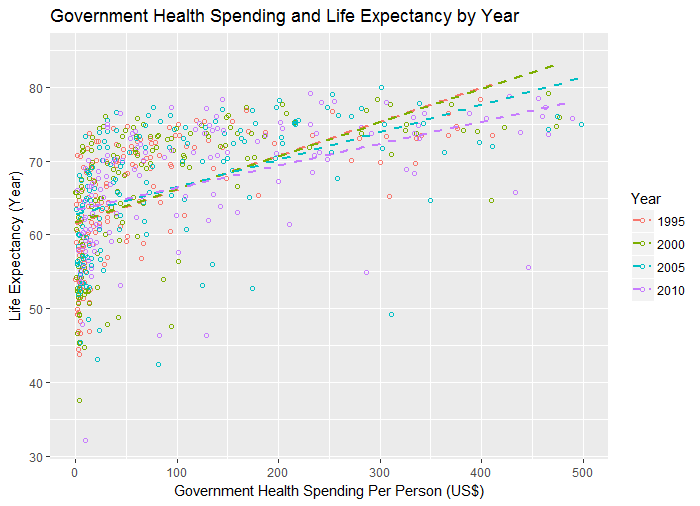 Government Health Spending and Life Expectancy by Year
Life Expectancy (Year)
80
70
60
50
40
30
0 100 200 300 400 500
Government Health Spending Per Person (US$)
Year
1995
2000
2005
2010